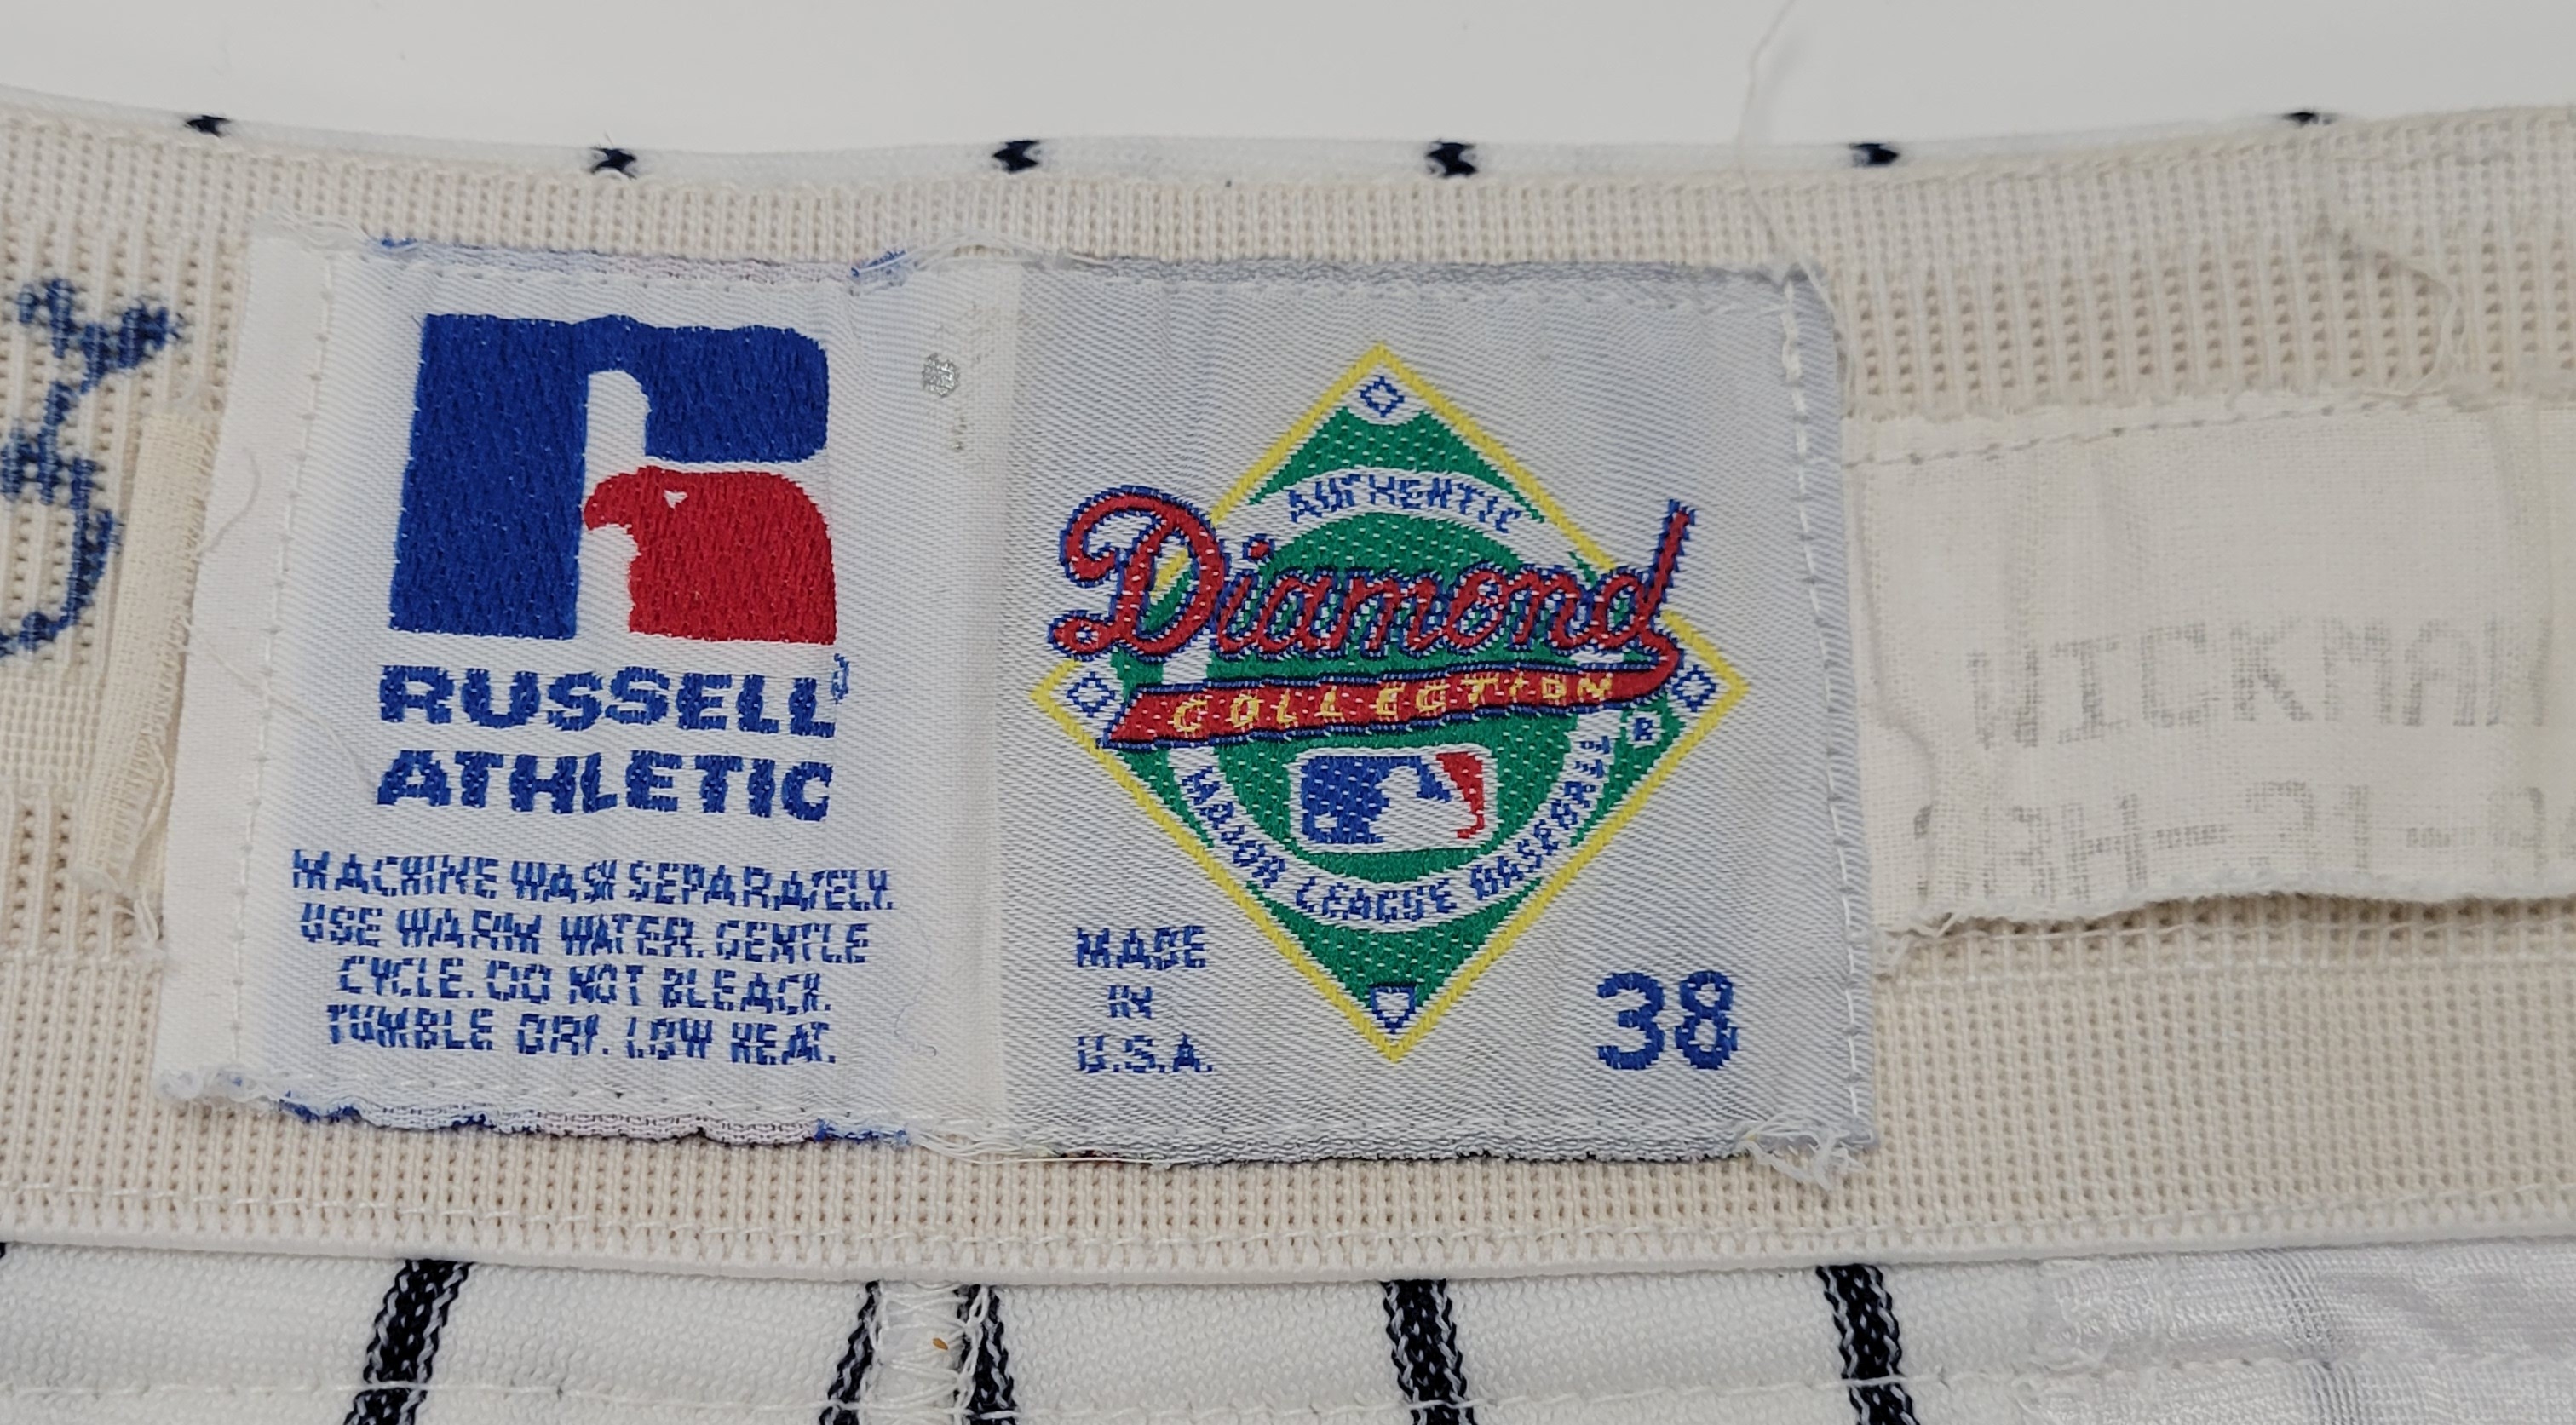 RUSSELL
ATHLETIC
MACHINE WASH SEPARATELY.
USE WARM WATER. GENTLE
CYCLE. DO NOT BLEACH.
TUMBLE DRY. LOW HEAT.
AUTHENTIC
Diamond
COLLECTION
®
MAJOR LEAGUE BASEBALL
MADE
IN
U.S.A.
38
WICKMAN